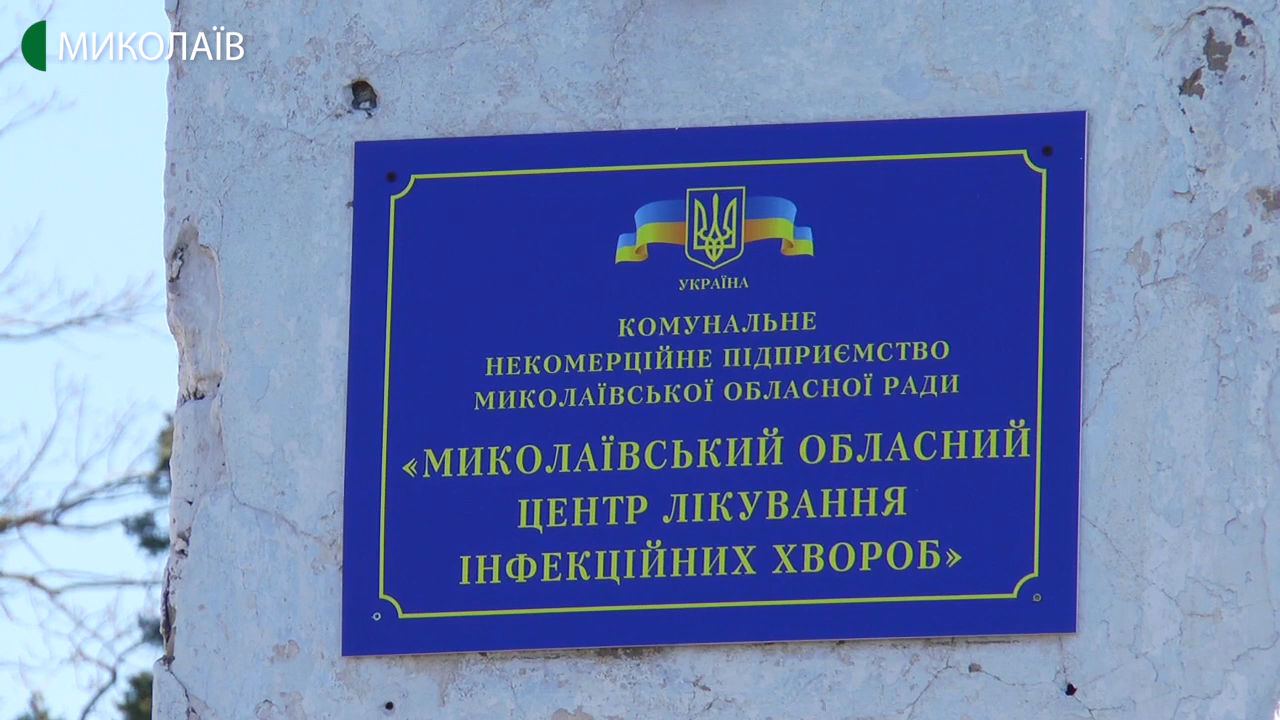 МИКОЛАЇВ
УКРАЇНА
КОМУНАЛЬНЕ
НЕКОМЕРЦІЙНЕ ПІДПРИЄМСТВО
МИКОЛАЇВСЬКОЇ ОБЛАСНОЇ РАДИ
«МИКОЛАЇВСЬКИЙ ОБЛАСНИЙ
ЦЕНТР ЛІКУВАННЯ
ІНФЕКЦІЙНИХ ХВОРОБ»